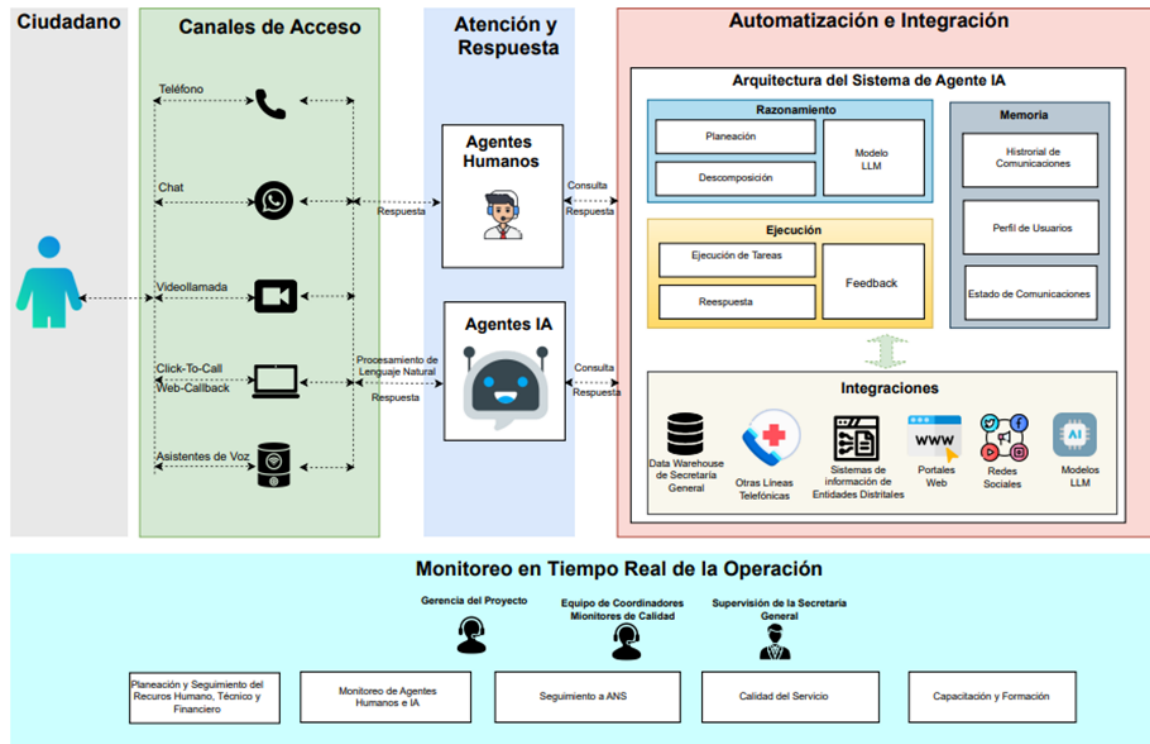 Ciudadano
Canales de Acceso
Teléfono
Chat
Videollamada
Click-To-Call
Web-Callback
Asistentes de Voz
Atención y
Respuesta
Respuesta
Agentes
Humanos
Consulta
Respuesta
Procesamiento de
Lenguaje Natural
Respuesta
Agentes IA
Consulta
Respuesta
Automatización e Integración
Arquitectura del Sistema de Agente IA
Razonamiento
Planeación
Descomposición
Modelo
LLM
Memoria
Histrorial de
Comunicaciones
Perfil de Usuarios
Estado de Comunicaciones
Ejecución
Ejecución de Tareas
Reespuesta
Feedback
Integraciones
Data Warehouse
de Secretaría
General
Otras Líneas
Telefónicas
Sistemas de
información de
Entidades Distritales
WWW
Portales
Web
Redes
Sociales
AI
Modelos
LLM
Monitoreo en Tiempo Real de la Operación
Gerencia del Proyecto
Equipo de Coordinadores
Mionitores de Calidad
Supervisión de la Secretaría
General
Planeación y Seguimiento del
Recuros Humano, Técnico y
Financiero
Monitoreo de Agentes
Humanos e IA
Seguimiento a ANS
Calidad del Servicio
Capacitación y Formación